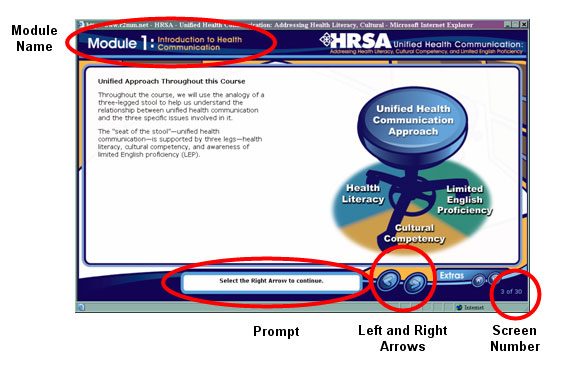 www.r2mm.net - HRSA - Unified Health Communication: Addressing Health Literacy, Cultural - Microsoft Internet Explorer
Module
Name
Module 1: Introduction to Health
Communication
HRSA Unified Health Communication:
Addressing Health Literacy, Cultural Competency, and Limited English Proficiency
Unified Approach Throughout this Course
Throughout the course, we will use the analogy of a
three-legged stool to help us understand the
relationship between unified health communication
and the three specific issues involved in it.
The "seat of the stool"—unified health
communication—is supported by three legs—health
literacy, cultural competency, and awareness of
limited English proficiency (LEP).
Unified Health
Communication
Approach
Health
Literacy
Limited
English
Proficiency
Cultural
Competency
Select the Right Arrow to continue.
Extras
3 of 30
Internet
Prompt
Left and Right
Arrows
Screen
Number